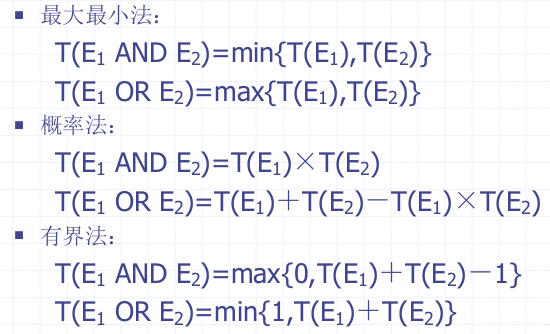 ▪ 最大最小法：
T(E₁ AND E₂)=min{T(E₁),T(E₂)}
T(E₁ OR E₂)=max{T(E₁),T(E₂)}
▪ 概率法：
T(E₁ AND E₂)=T(E₁)×T(E₂)
T(E₁ OR E₂)=T(E₁)＋T(E₂)－T(E₁)×T(E₂)
▪ 有界法：
T(E₁ AND E₂)=max{0,T(E₁)＋T(E₂)－1}
T(E₁ OR E₂)=min{1,T(E₁)＋T(E₂)}